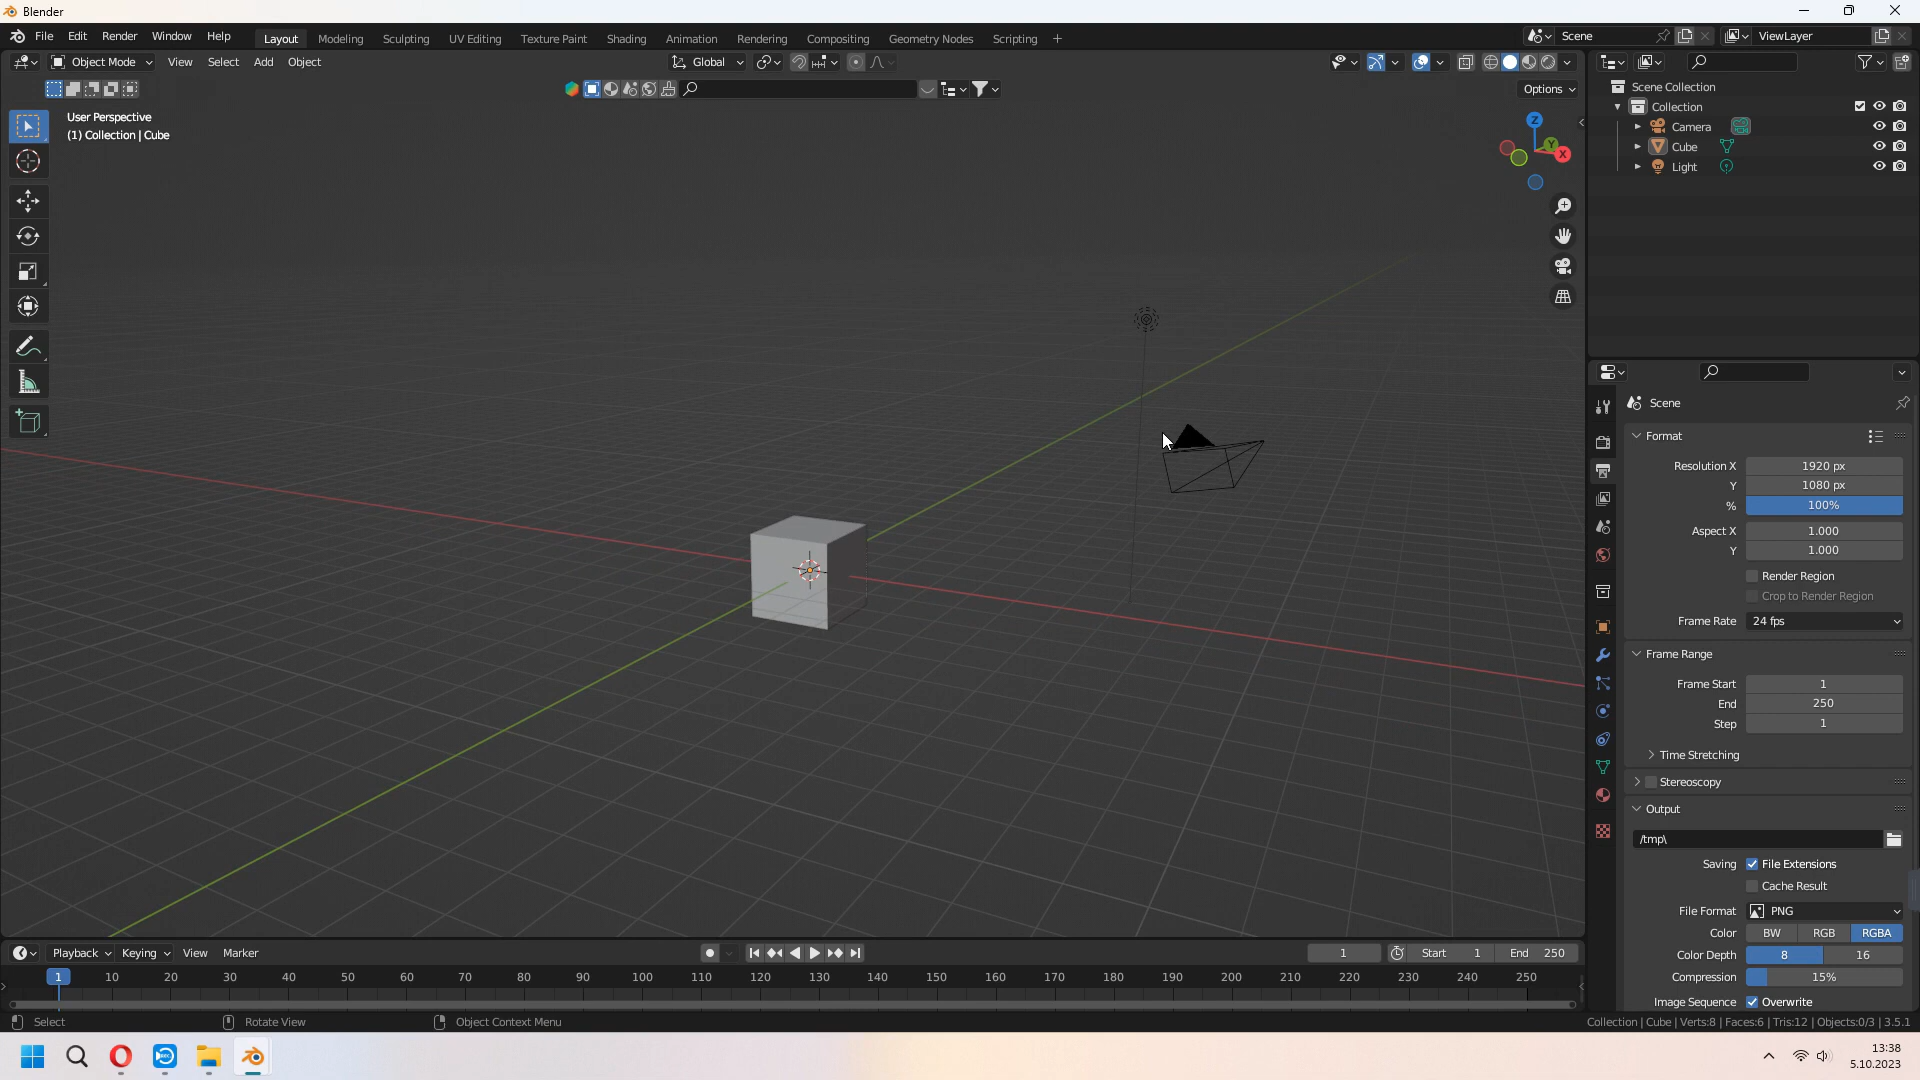 Blender
File Edit Render Window Help Layout Modeling Sculpting UV Editing Texture Paint Shading Animation Rendering Compositing Geometry Nodes Scripting + Scene ViewLayer
Object Mode View Select Add Object Global
Options
User Perspective
(1) Collection | Cube
Z
Y
X
Scene Collection
Collection
Camera
Cube
Light
Scene
Format
Resolution X 1920 px
Y 1080 px
% 100%
Aspect X 1.000
Y 1.000
Render Region
Crop to Render Region
Frame Rate 24 fps
Frame Range
Frame Start 1
End 250
Step 1
Time Stretching
Stereoscopy
Output
/tmp\
Saving File Extensions
Cache Result
File Format PNG
Color BW RGB RGBA
Color Depth 8 16
Compression 15%
Image Sequence Overwrite
Playback Keying View Marker 1 Start 1 End 250
1 10 20 30 40 50 60 70 80 90 100 110 120 130 140 150 160 170 180 190 200 210 220 230 240 250
Select Rotate View Object Context Menu Collection | Cube | Verts:8 | Faces:6 | Tris:12 | Objects:0/3 | 3.5.1
13:38
5.10.2023